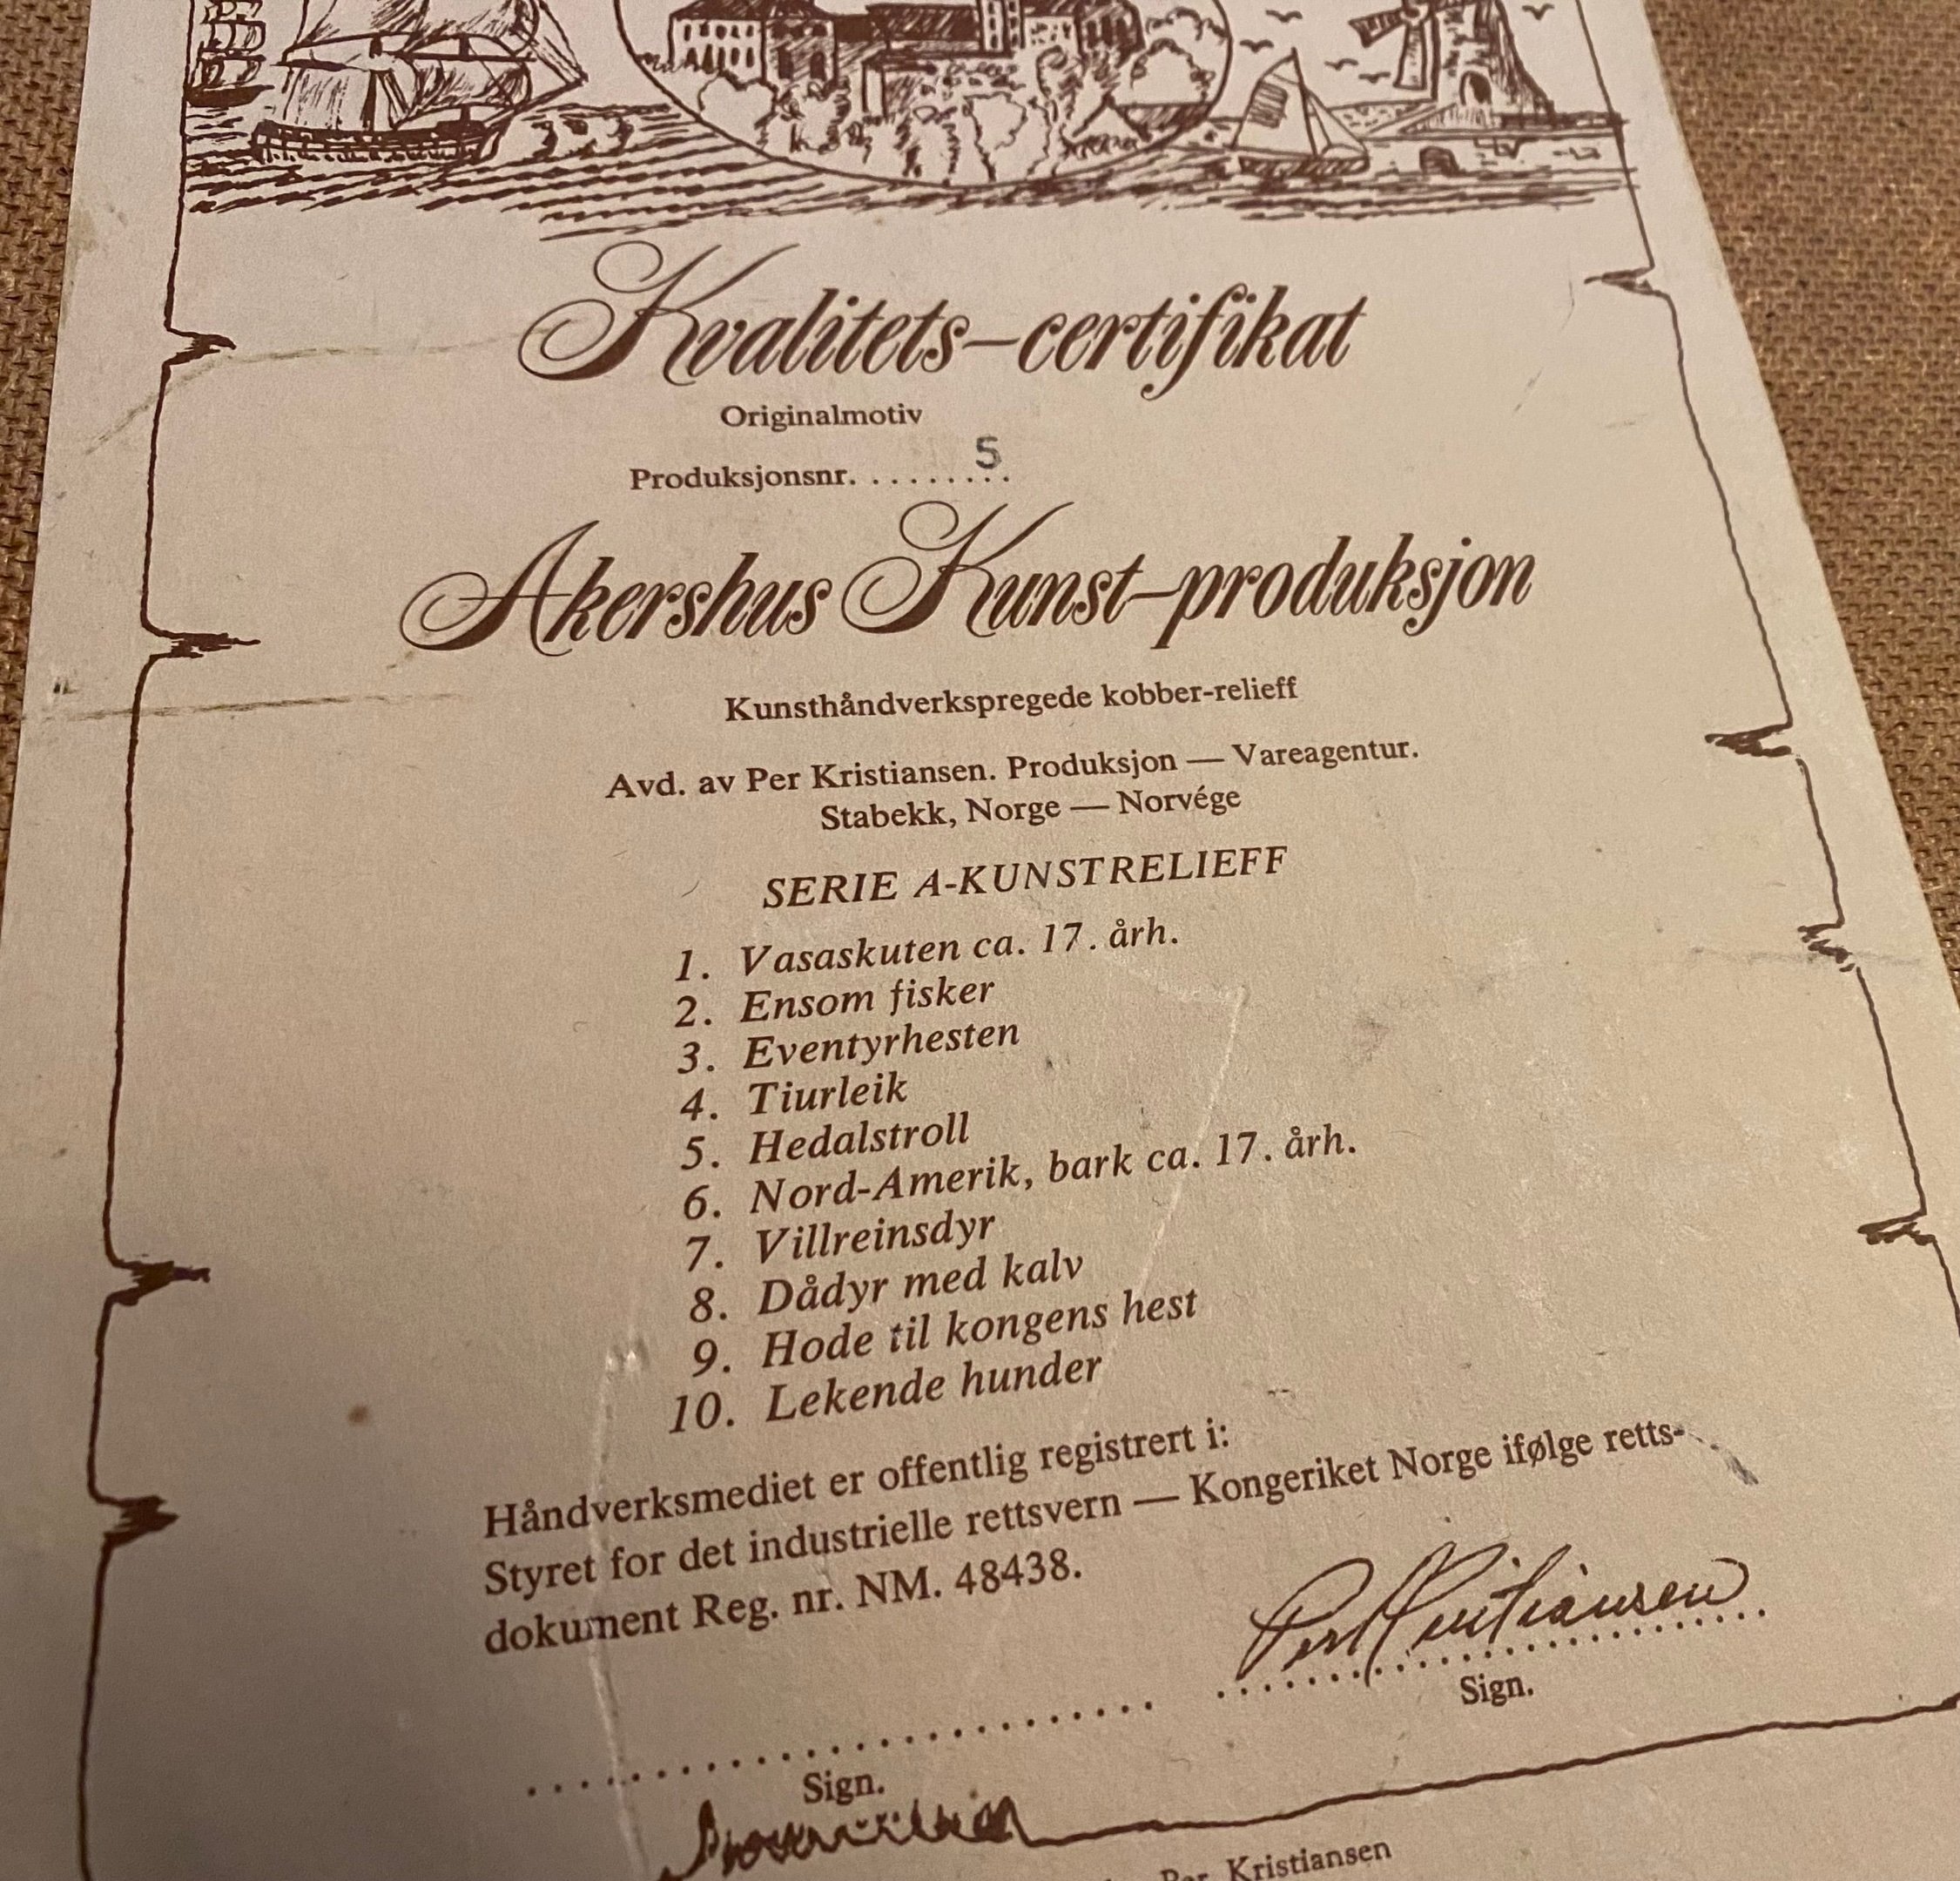 Kvalitets-certifikat
Originalmotiv
Produksjonsnr. . . . . . . . . 5
Akershus Kunst-produksjon
Kunsthåndverkspregede kobber-relieff
Avd. av Per Kristiansen. Produksjon — Vareagentur.
Stabekk, Norge — Norvége
SERIE A-KUNSTRELIEFF
1. Vasaskuten ca. 17. årh.
2. Ensom fisker
3. Eventyrhesten
4. Tiurleik
5. Hedalstroll
6. Nord-Amerik, bark ca. 17. årh.
7. Villreinsdyr
8. Dådyr med kalv
9. Hode til kongens hest
10. Lekende hunder
Håndverksmediet er offentlig registrert i:
Styret for det industrielle rettsvern — Kongeriket Norge ifølge retts-
dokument Reg. nr. NM. 48438.
Per Kristiansen
Sign.
Sign.
Per Kristiansen